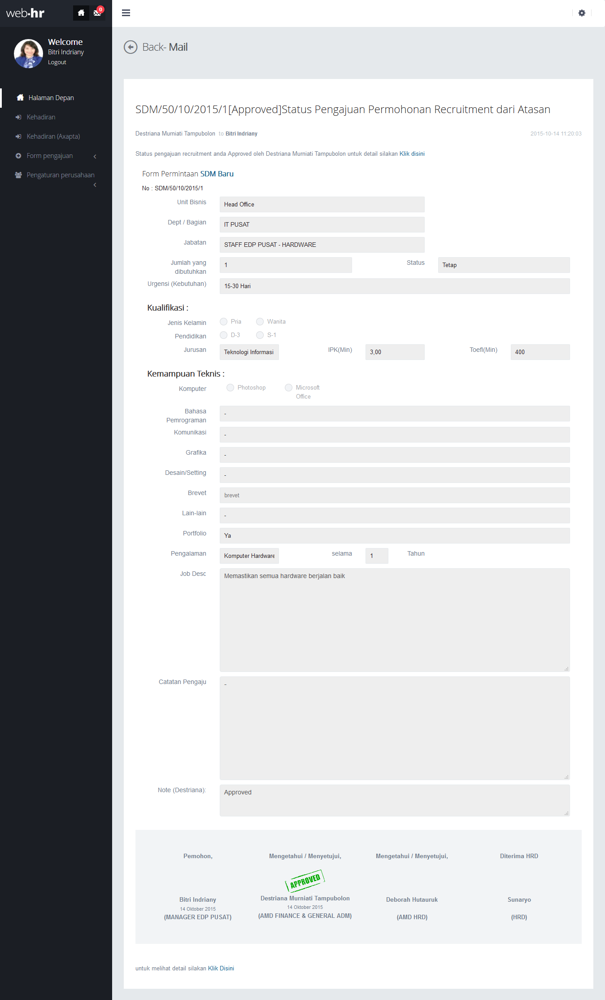 web·hr
0
Welcome
Bitri Indriany
Logout
Halaman Depan
Kehadiran
Kehadiran (Axapta)
Form pengajuan
Pengaturan perusahaan
Back- Mail
SDM/50/10/2015/1[Approved]Status Pengajuan Permohonan Recruitment dari Atasan
Destriana Murniati Tampubolon to Bitri Indriany 2015-10-14 11:20:03
Status pengajuan recruitment anda Approved oleh Destriana Murniati Tampubolon untuk detail silakan Klik disini
Form Permintaan SDM Baru
No : SDM/50/10/2015/1
Unit Bisnis Head Office
Dept / Bagian IT PUSAT
Jabatan STAFF EDP PUSAT - HARDWARE
Jumlah yang dibutuhkan 1 Status Tetap
Urgensi (Kebutuhan) 15-30 Hari
Kualifikasi :
Jenis Kelamin Pria Wanita
Pendidikan D-3 S-1
Jurusan Teknologi Informasi IPK(Min) 3,00 Toefl(Min) 400
Kemampuan Teknis :
Komputer Photoshop Microsoft Office
Bahasa Pemrograman -
Komunikasi -
Grafika -
Desain/Setting -
Brevet brevet
Lain-lain -
Portfolio Ya
Pengalaman Komputer Hardware selama 1 Tahun
Job Desc Memastikan semua hardware berjalan baik
Catatan Pengaju -
Note (Destriana): Approved
Pemohon, Mengetahui / Menyetujui, Mengetahui / Menyetujui, Diterima HRD
APPROVED
Bitri Indriany Destriana Murniati Tampubolon Deborah Hutauruk Sunaryo
14 Oktober 2015 14 Oktober 2015
(MANAGER EDP PUSAT) (AMD FINANCE & GENERAL ADM) (AMD HRD) (HRD)
untuk melihat detail silakan Klik Disini